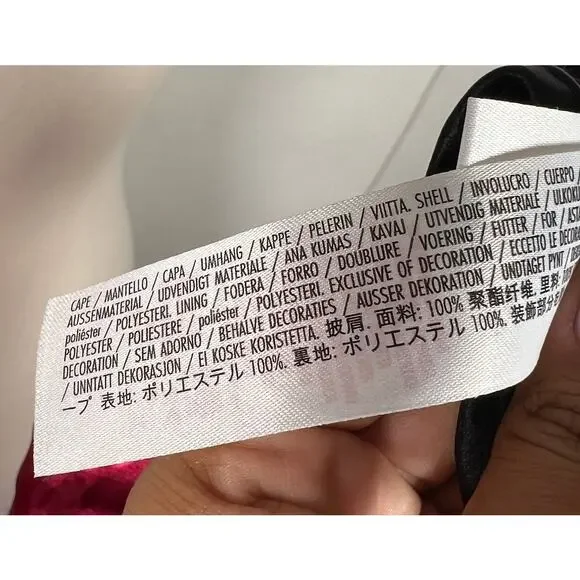 CAPE / MANTELLO / CAPA / UMHANG / KAPPE / PELERIN / VIITTA. SHELL / INVOLUCRO / CUERPO /
AUSSENMATERIAL / UDVENDIGT MATERIALE / ANA KUMAS / KAVAJ / UTVENDIG MATERIALE /
poliéster / POLYESTERI. LINING / FODERA / FORRO / DOUBLURE / VOERING / FUTTER / FOR /
POLYESTER / POLIESTERE / poliéster / POLYESTERI. EXCLUSIVE OF DECORATION / ECCETTO LE
DECORATION / SEM ADORNO / BEHALVE DECORATIES / AUSSER DEKORATION / UNDTAGET PYNT /
/ UNNTATT DEKORASJON / EI KOSKE KORISTETTA. 披肩. 面料: 100% 聚酯纤维. 里料:
ープ 表地: ポリエステル 100%. 裏地: ポリエステル 100%. 装飾部分